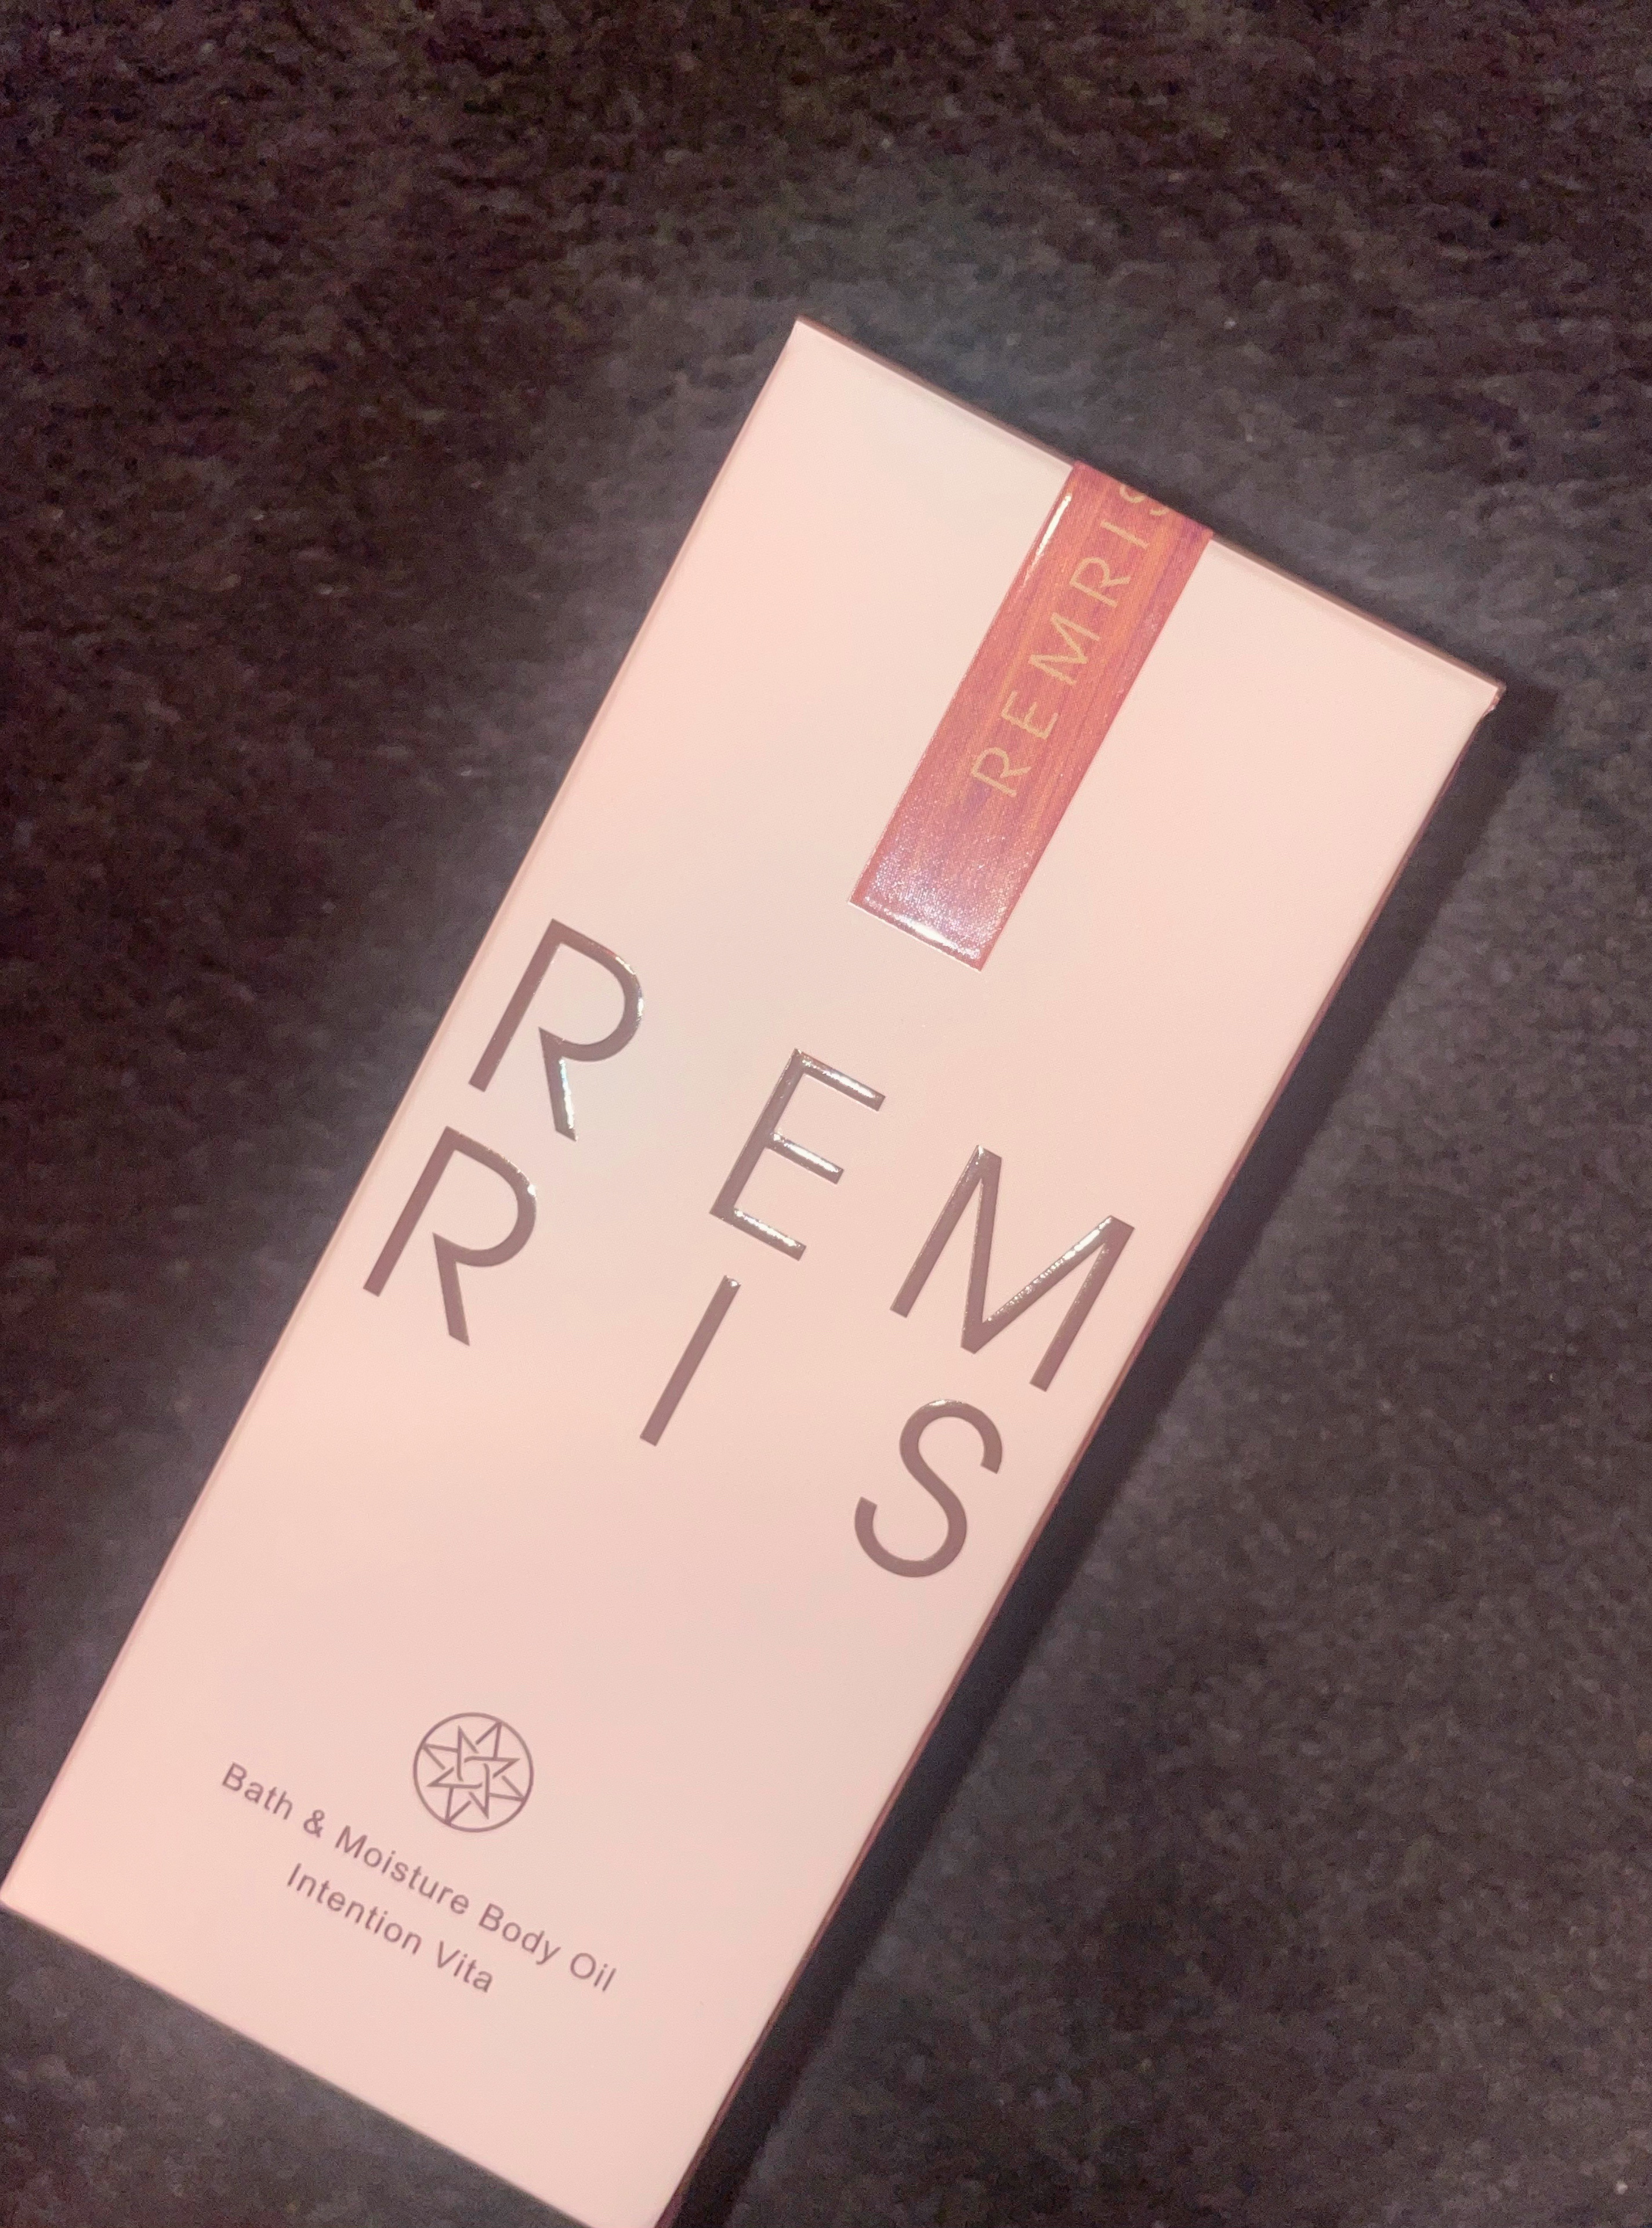 REMRIS
REM
RIS
Bath & Moisture Body Oil
Intention Vita